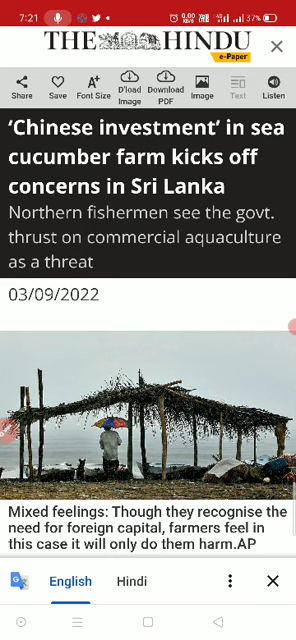 7:21
37%
THE HINDU
e-Paper
Share
Save
Font Size
D'load Image
Download PDF
Image
Text
Listen
‘Chinese investment’ in sea
cucumber farm kicks off
concerns in Sri Lanka
Northern fishermen see the govt.
thrust on commercial aquaculture
as a threat
03/09/2022
Mixed feelings: Though they recognise the
need for foreign capital, farmers feel in
this case it will only do them harm.AP
English
Hindi